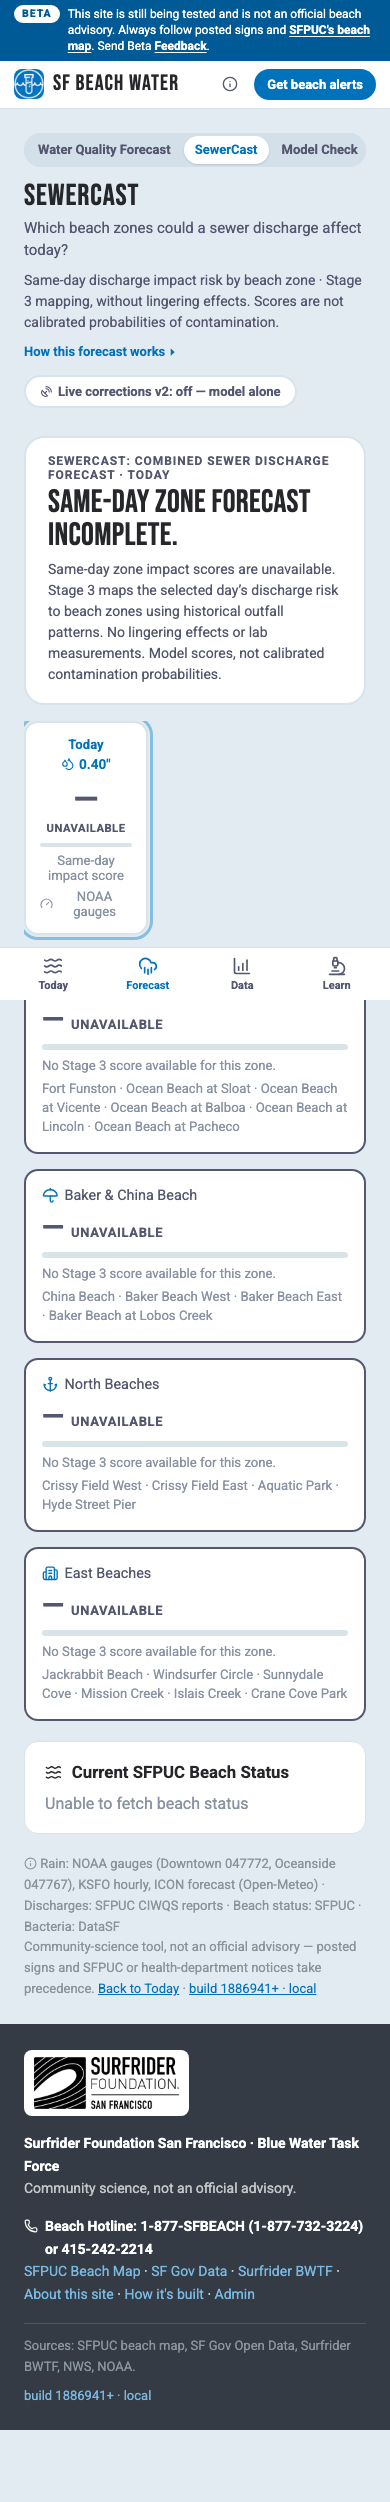 BETA
This site is still being tested and is not an official beach
advisory. Always follow posted signs and SFPUC's beach
map. Send Beta Feedback.
SF BEACH WATER
Get beach alerts
Water Quality Forecast
SewerCast
Model Check
SEWERCAST
Which beach zones could a sewer discharge affect
today?
Same-day discharge impact risk by beach zone · Stage
3 mapping, without lingering effects. Scores are not
calibrated probabilities of contamination.
How this forecast works
Live corrections v2: off — model alone
SEWERCAST: COMBINED SEWER DISCHARGE
FORECAST · TODAY
SAME-DAY ZONE FORECAST
INCOMPLETE.
Same-day zone impact scores are unavailable.
Stage 3 maps the selected day's discharge risk
to beach zones using historical outfall
patterns. No lingering effects or lab
measurements. Model scores, not calibrated
contamination probabilities.
Today
0.40"
—
UNAVAILABLE
Same-day
impact score
NOAA
gauges
Today
Forecast
Data
Learn
— UNAVAILABLE
No Stage 3 score available for this zone.
Fort Funston · Ocean Beach at Sloat · Ocean Beach
at Vicente · Ocean Beach at Balboa · Ocean Beach at
Lincoln · Ocean Beach at Pacheco
Baker & China Beach
— UNAVAILABLE
No Stage 3 score available for this zone.
China Beach · Baker Beach West · Baker Beach East
· Baker Beach at Lobos Creek
North Beaches
— UNAVAILABLE
No Stage 3 score available for this zone.
Crissy Field West · Crissy Field East · Aquatic Park ·
Hyde Street Pier
East Beaches
— UNAVAILABLE
No Stage 3 score available for this zone.
Jackrabbit Beach · Windsurfer Circle · Sunnydale
Cove · Mission Creek · Islais Creek · Crane Cove Park
Current SFPUC Beach Status
Unable to fetch beach status
Rain: NOAA gauges (Downtown 047772, Oceanside
047767), KSFO hourly, ICON forecast (Open-Meteo) ·
Discharges: SFPUC CIWQS reports · Beach status: SFPUC ·
Bacteria: DataSF
Community-science tool, not an official advisory — posted
signs and SFPUC or health-department notices take
precedence. Back to Today · build 1886941+ · local
SURFRIDER
FOUNDATION.
SAN FRANCISCO
Surfrider Foundation San Francisco · Blue Water Task
Force
Community science, not an official advisory.
Beach Hotline: 1-877-SFBEACH (1-877-732-3224)
or 415-242-2214
SFPUC Beach Map · SF Gov Data · Surfrider BWTF ·
About this site · How it's built · Admin
Sources: SFPUC beach map, SF Gov Open Data, Surfrider
BWTF, NWS, NOAA.
build 1886941+ · local